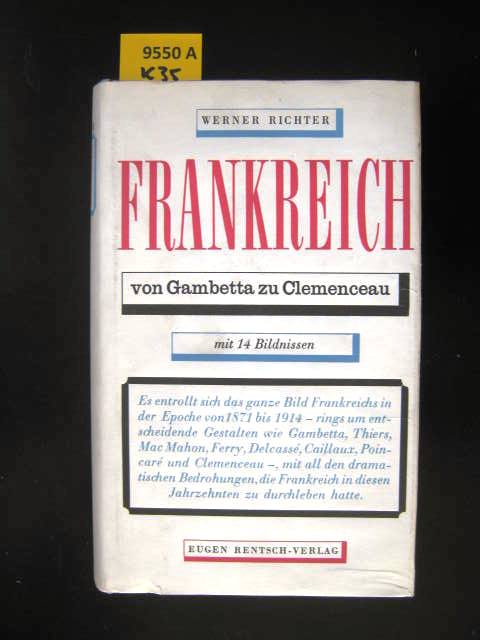 9550 A
K35
WERNER RICHTER
FRANKREICH
von Gambetta zu Clemenceau
mit 14 Bildnissen
Es entrollt sich das ganze Bild Frankreichs in
der Epoche von 1871 bis 1914 – rings um ent-
scheidende Gestalten wie Gambetta, Thiers,
Mac Mahon, Ferry, Delcassé, Caillaux, Poin-
caré und Clemenceau –, mit all den drama-
tischen Bedrohungen, die Frankreich in diesen
Jahrzehnten zu durchleben hatte.
EUGEN RENTSCH-VERLAG